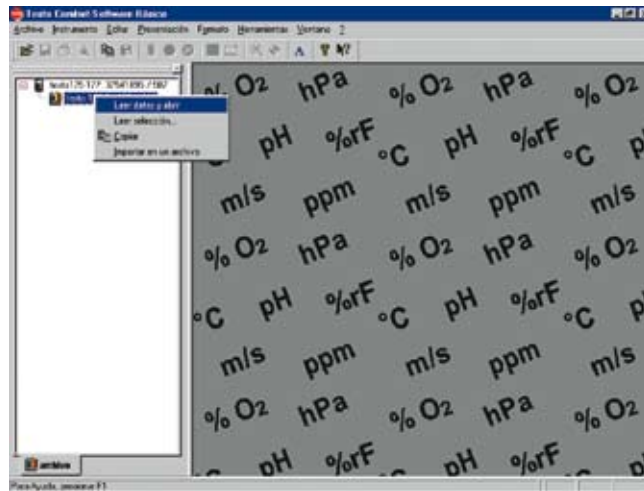 Testo Comfort Software Básico
Archivo Instrumento Editar Presentación Formato Herramientas Ventana ?
Leer datos y abrir
Leer selección...
Copiar
Importar en un archivo
% O2 hPa % O2 hPa % O2
°C pH %rF °C pH %rF °C p
m/s ppm m/s ppm m/s
% O2 hPa % O2 hPa % O2
°C pH %rF °C pH %rF °C p
m/s ppm m/s ppm m/s
% O2 hPa % O2 hPa % O2
pH %rF pH %rF
archivo
Para Ayuda, presione F1